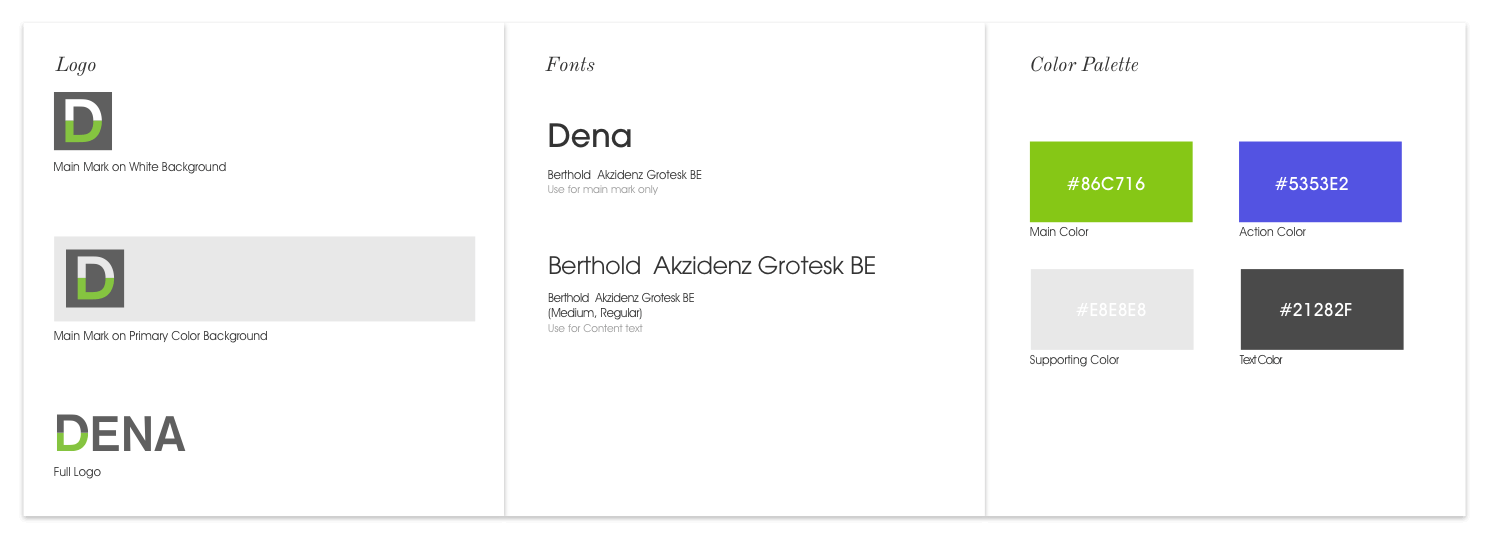 Logo
D
Main Mark on White Background
D
Main Mark on Primary Color Background
DENA
Full Logo
Fonts
Dena
Berthold Akzidenz Grotesk BE
Use for main mark only
Berthold Akzidenz Grotesk BE
Berthold Akzidenz Grotesk BE
(Medium, Regular)
Use for Content text
Color Palette
#86C716
#5353E2
Main Color
Action Color
#E8E8E8
#21282F
Supporting Color
Text Color